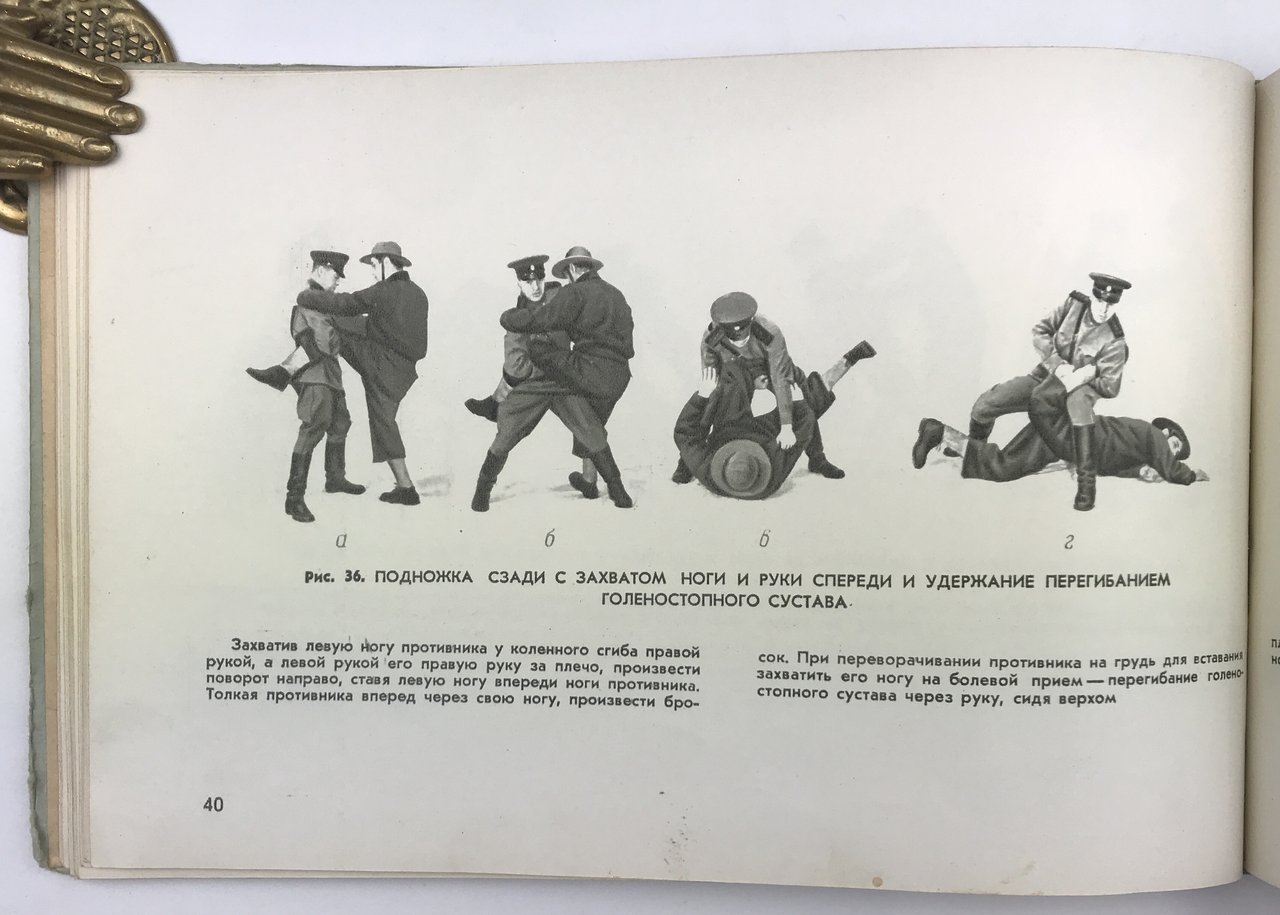 а б в г
Рис. 36. ПОДНОЖКА СЗАДИ С ЗАХВАТОМ НОГИ И РУКИ СПЕРЕДИ И УДЕРЖАНИЕ ПЕРЕГИБАНИЕМ
ГОЛЕНОСТОПНОГО СУСТАВА
Захватив левую ногу противника у коленного сгиба правой
рукой, а левой рукой его правую руку за плечо, произвести
поворот направо, ставя левую ногу впереди ноги противника.
Толкая противника вперед через свою ногу, произвести бро-
сок. При переворачивании противника на грудь для вставания
захватить его ногу на болевой прием — перегибание голено-
стопного сустава через руку, сидя верхом
40